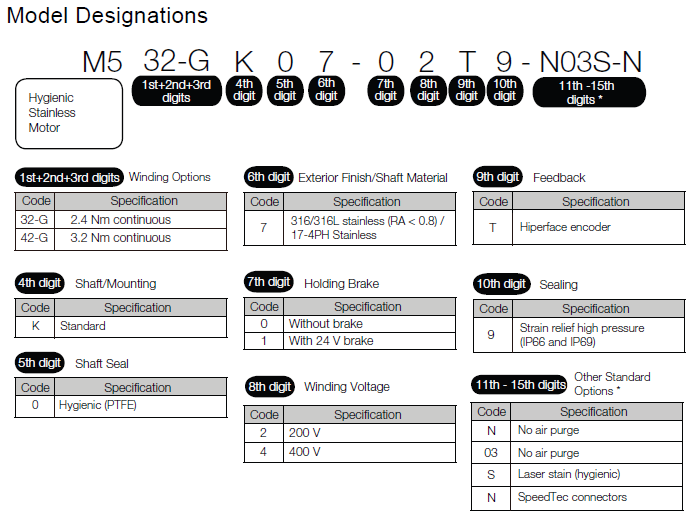 Model Designations
M5 32-G K 0 7 - 0 2 T 9 - N03S-N
Hygienic
Stainless
Motor
1st+2nd+3rd
digits
4th
digit
5th
digit
6th
digit
7th
digit
8th
digit
9th
digit
10th
digit
11th -15th
digits *
1st+2nd+3rd digits Winding Options
Code Specification
32-G 2.4 Nm continuous
42-G 3.2 Nm continuous
4th digit Shaft/Mounting
Code Specification
K Standard
5th digit Shaft Seal
Code Specification
0 Hygienic (PTFE)
6th digit Exterior Finish/Shaft Material
Code Specification
7 316/316L stainless (RA < 0.8) /
17-4PH Stainless
7th digit Holding Brake
Code Specification
0 Without brake
1 With 24 V brake
8th digit Winding Voltage
Code Specification
2 200 V
4 400 V
9th digit Feedback
Code Specification
T Hiperface encoder
10th digit Sealing
Code Specification
9 Strain relief high pressure
(IP66 and IP69)
11th - 15th digits Other Standard
Options *
Code Specification
N No air purge
03 No air purge
S Laser stain (hygienic)
N SpeedTec connectors